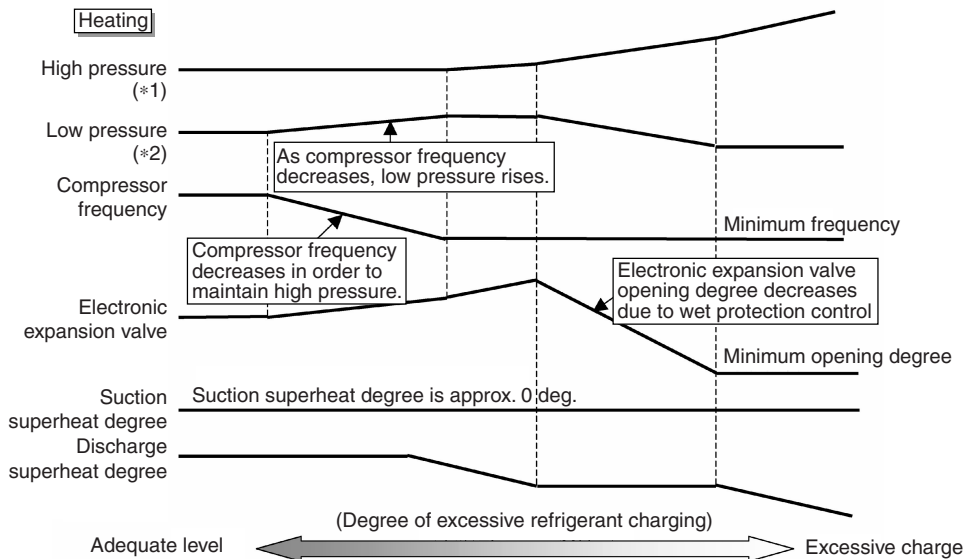 Heating
High pressure
(*1)
Low pressure
(*2)
As compressor frequency
decreases, low pressure rises.
Compressor
frequency
Minimum frequency
Compressor frequency
decreases in order to
maintain high pressure.
Electronic expansion valve
opening degree decreases
due to wet protection control
Electronic
expansion valve
Minimum opening degree
Suction
superheat degree
Suction superheat degree is approx. 0 deg.
Discharge
superheat degree
(Degree of excessive refrigerant charging)
Adequate level
Excessive charge